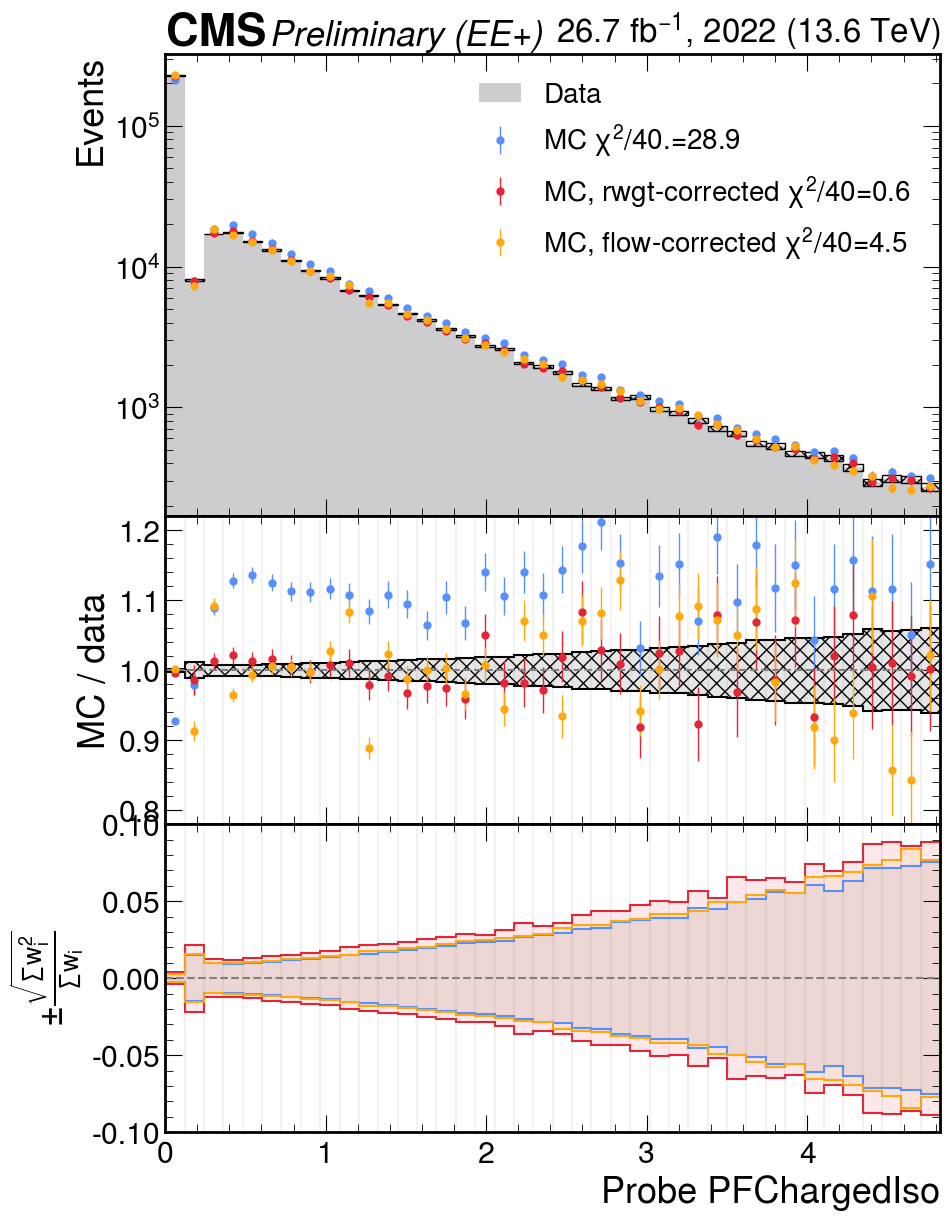 CMS Preliminary (EE+) 26.7 fb⁻¹, 2022 (13.6 TeV)
Events
10⁵
10⁴
10³
Data
MC χ²/40.=28.9
MC, rwgt-corrected χ²/40=0.6
MC, flow-corrected χ²/40=4.5
MC / data
1.2
1.1
1.0
0.9
0.8
±√Σwᵢ²/Σwᵢ
0.10
0.05
0.00
-0.05
-0.10
0 1 2 3 4
Probe PFChargedIso